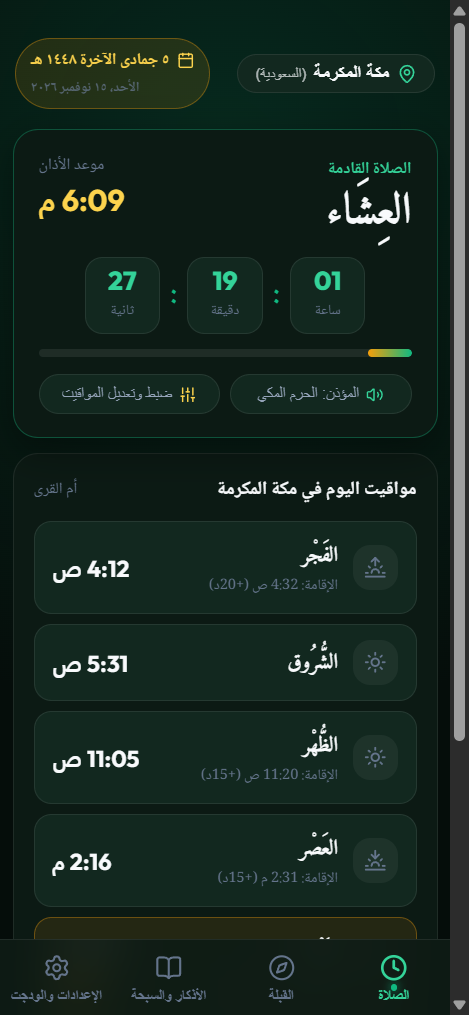 مكة المكرمة (السعودية)
٥ جمادى الآخرة ١٤٤٨ هـ
الأحد، ١٥ نوفمبر ٢٠٢٦
الصلاة القادمة
العِشَاء
موعد الأذان
6:09 م
01 : 19 : 27
ساعة دقيقة ثانية
المؤذن: الحرم المكي
ضبط وتعديل المواقيت
مواقيت اليوم في مكة المكرمة
أم القرى
الفَجْر
الإقامة: 4:32 ص (+20د)
4:12 ص
الشُّرُوق
5:31 ص
الظُّهْر
الإقامة: 11:20 ص (+15د)
11:05 ص
العَصْر
الإقامة: 2:31 م (+15د)
2:16 م
الصلاة
القبلة
الأذكار والسبحة
الإعدادات والودجت